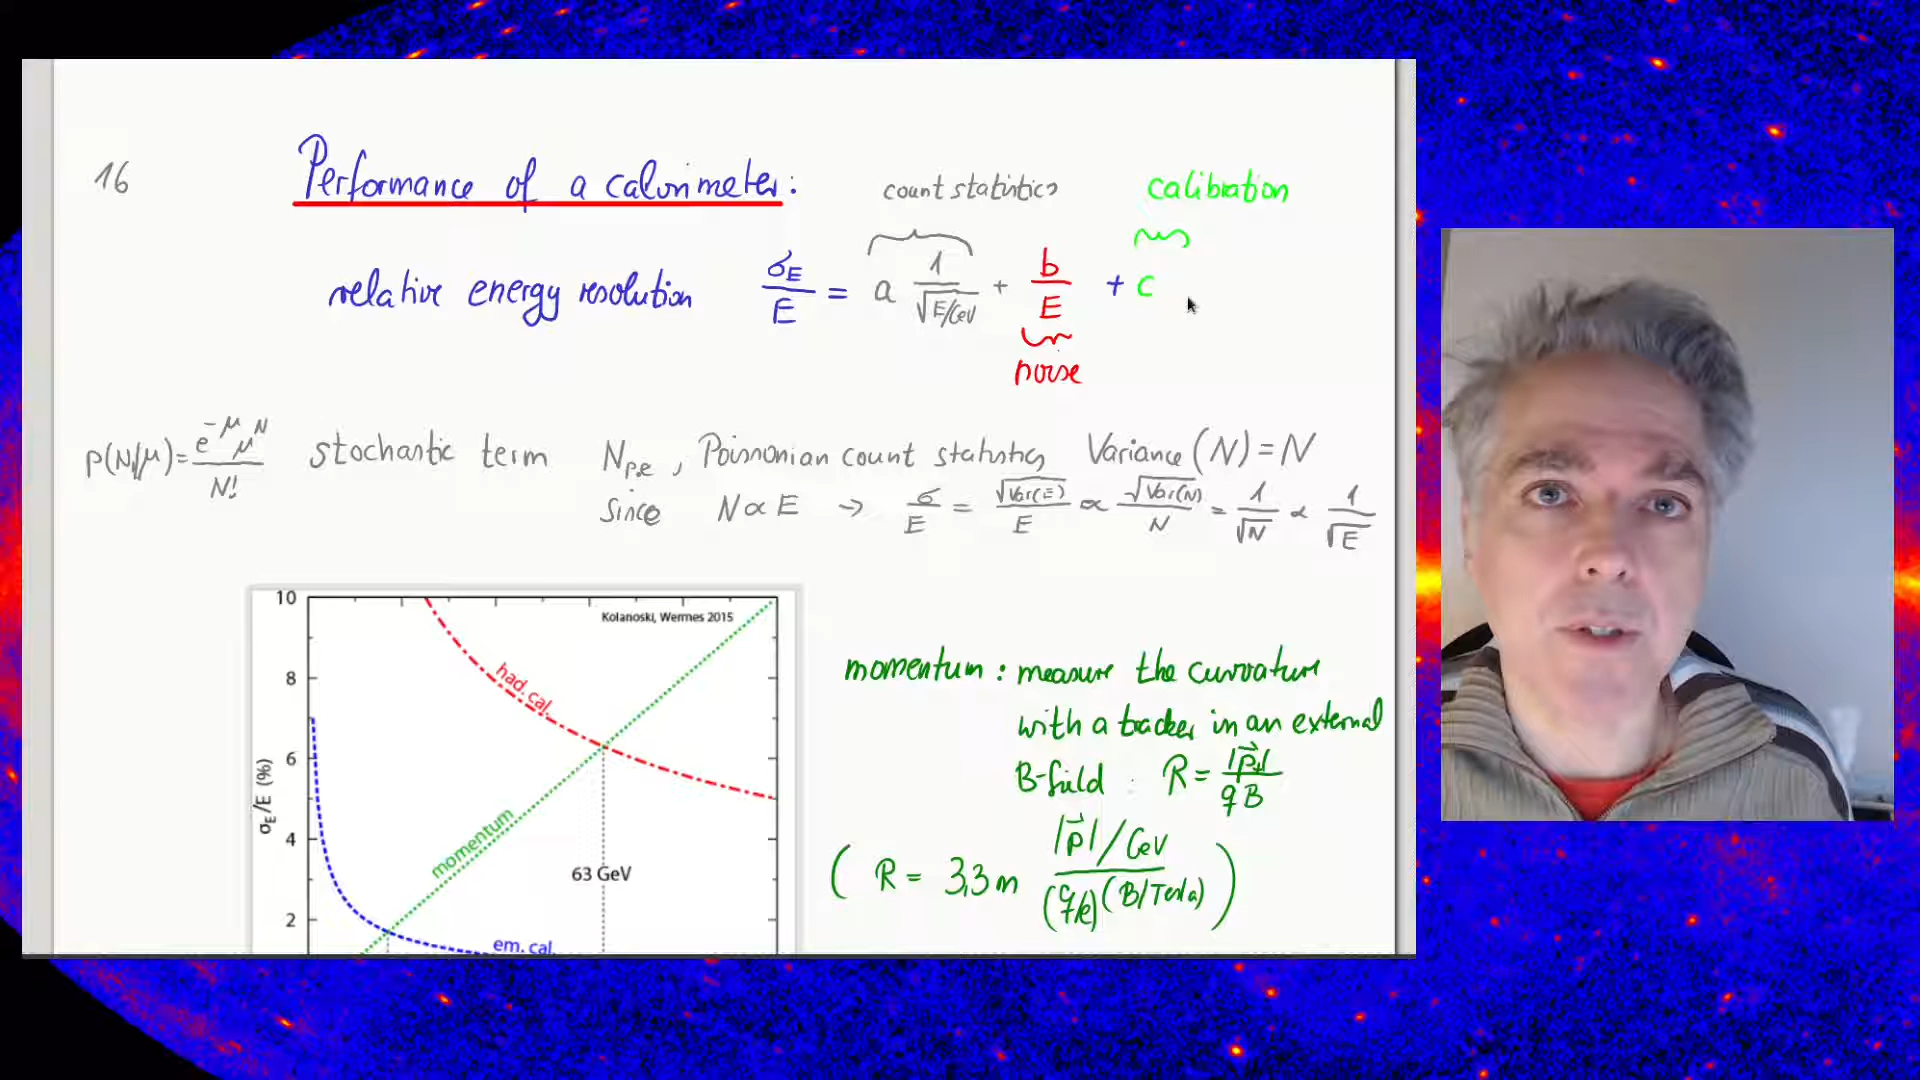 16
Performance of a calorimeter:
count statistics
calibration
relative energy resolution σE/E = a 1/√E/GeV + b/E + c
noise
P(N|μ) = e^-μ μ^N / N!
stochastic term Np.e , Poissonian count statistics Variance (N) = N
since N ∝ E → σ/E = √Var(E)/E ∝ √Var(N)/N = 1/√N ∝ 1/√E
10
8
6
4
2
σE/E (%)
Kolanoski, Wermes 2015
had. cal.
momentum
63 GeV
em. cal.
momentum : measure the curvature
with a tracker in an external
B-field : R = |p⃗⊥|/qB
( R = 3,3 m |p⃗|/GeV / (q/e)(B/Tesla) )